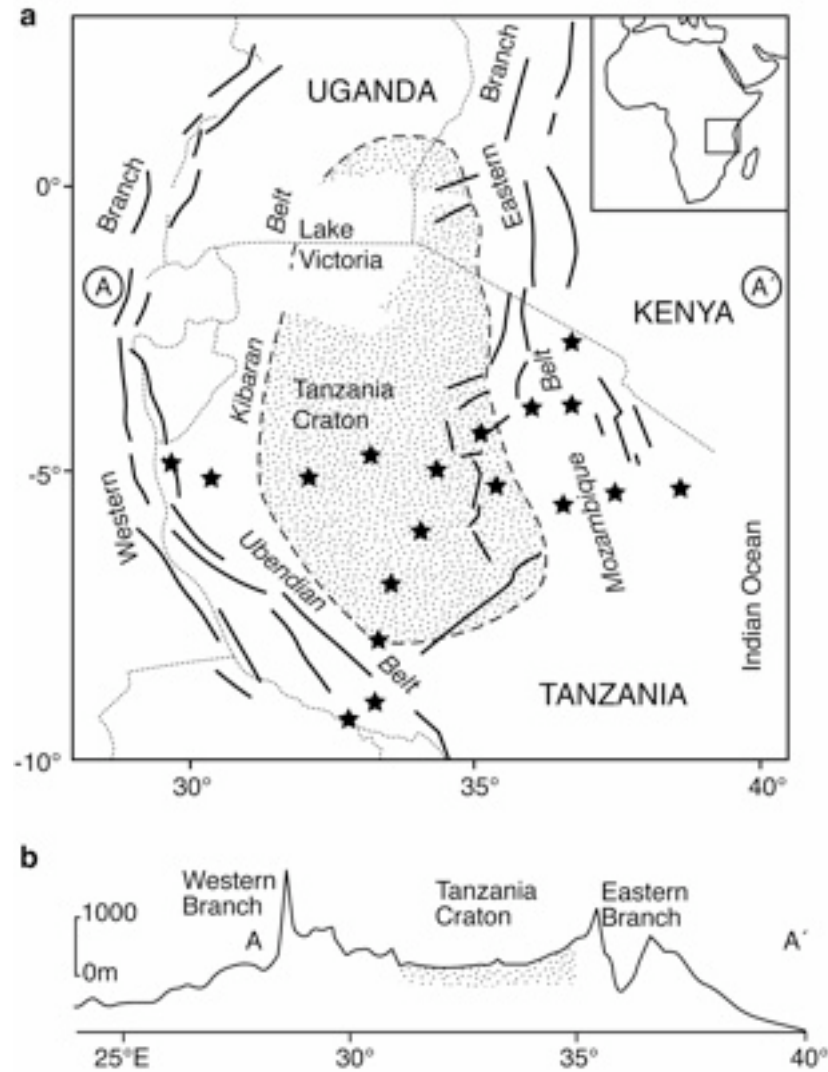 a
UGANDA
Branch
Eastern
Branch
0°
Belt
Lake
Victoria
A
A´
KENYA
Kibaran
Tanzania
Craton
Belt
-5°
Western
Ubendian
Mozambique
Indian Ocean
Belt
TANZANIA
-10°
30°
35°
40°
b
Western
Branch
Tanzania
Craton
Eastern
Branch
1000
0m
A
A´
25°E
30°
35°
40°